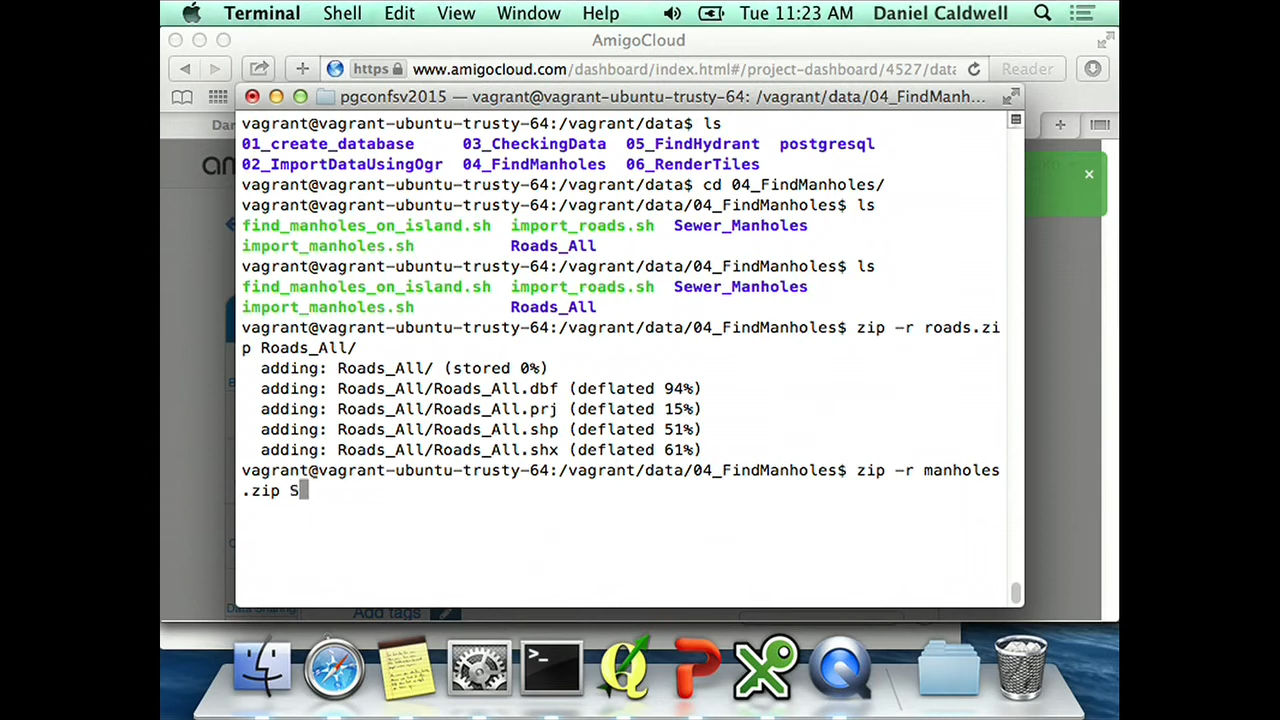 Terminal Shell Edit View Window Help Tue 11:23 AM Daniel Caldwell
AmigoCloud
https www.amigocloud.com/dashboard/index.html#/project-dashboard/4527/data Reader
pgconfsv2015 — vagrant@vagrant-ubuntu-trusty-64: /vagrant/data/04_FindManh...
vagrant@vagrant-ubuntu-trusty-64:/vagrant/data$ ls
01_create_database 03_CheckingData 05_FindHydrant postgresql
02_ImportDataUsingOgr 04_FindManholes 06_RenderTiles
vagrant@vagrant-ubuntu-trusty-64:/vagrant/data$ cd 04_FindManholes/
vagrant@vagrant-ubuntu-trusty-64:/vagrant/data/04_FindManholes$ ls
find_manholes_on_island.sh import_roads.sh Sewer_Manholes
import_manholes.sh Roads_All
vagrant@vagrant-ubuntu-trusty-64:/vagrant/data/04_FindManholes$ ls
find_manholes_on_island.sh import_roads.sh Sewer_Manholes
import_manholes.sh Roads_All
vagrant@vagrant-ubuntu-trusty-64:/vagrant/data/04_FindManholes$ zip -r roads.zi
p Roads_All/
adding: Roads_All/ (stored 0%)
adding: Roads_All/Roads_All.dbf (deflated 94%)
adding: Roads_All/Roads_All.prj (deflated 15%)
adding: Roads_All/Roads_All.shp (deflated 51%)
adding: Roads_All/Roads_All.shx (deflated 61%)
vagrant@vagrant-ubuntu-trusty-64:/vagrant/data/04_FindManholes$ zip -r manholes
.zip S
Data Sharing Add tags